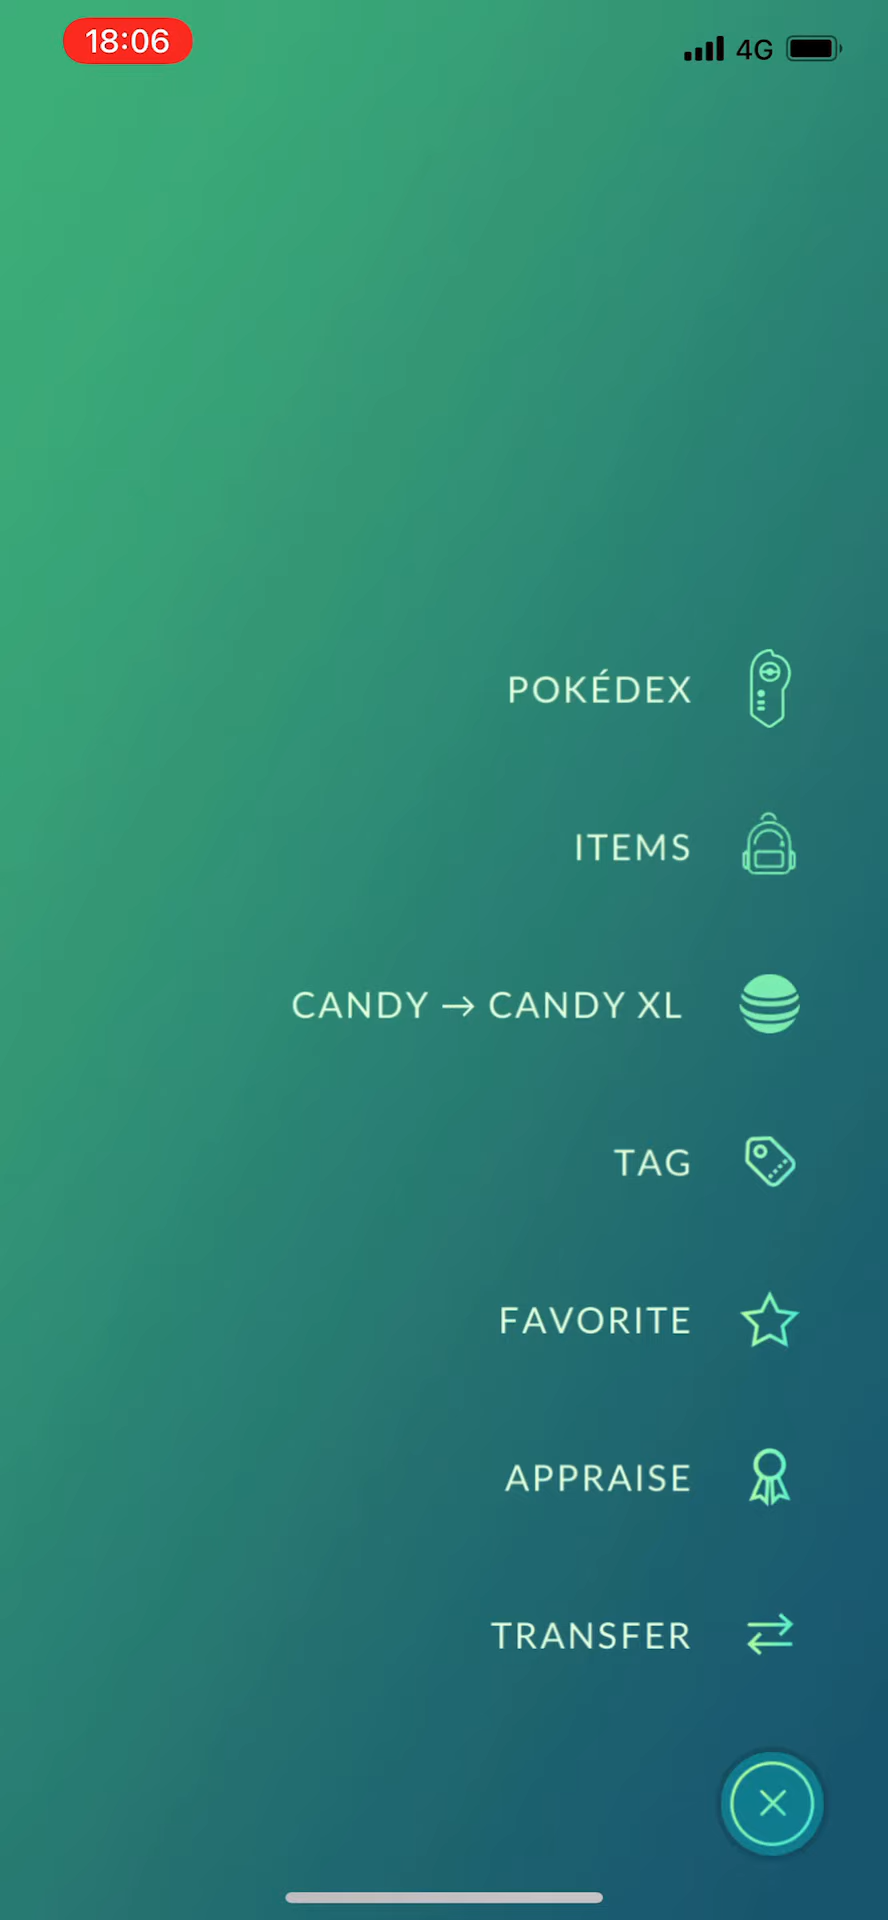 18:06 4G
POKÉDEX
ITEMS
CANDY → CANDY XL
TAG
FAVORITE
APPRAISE
TRANSFER